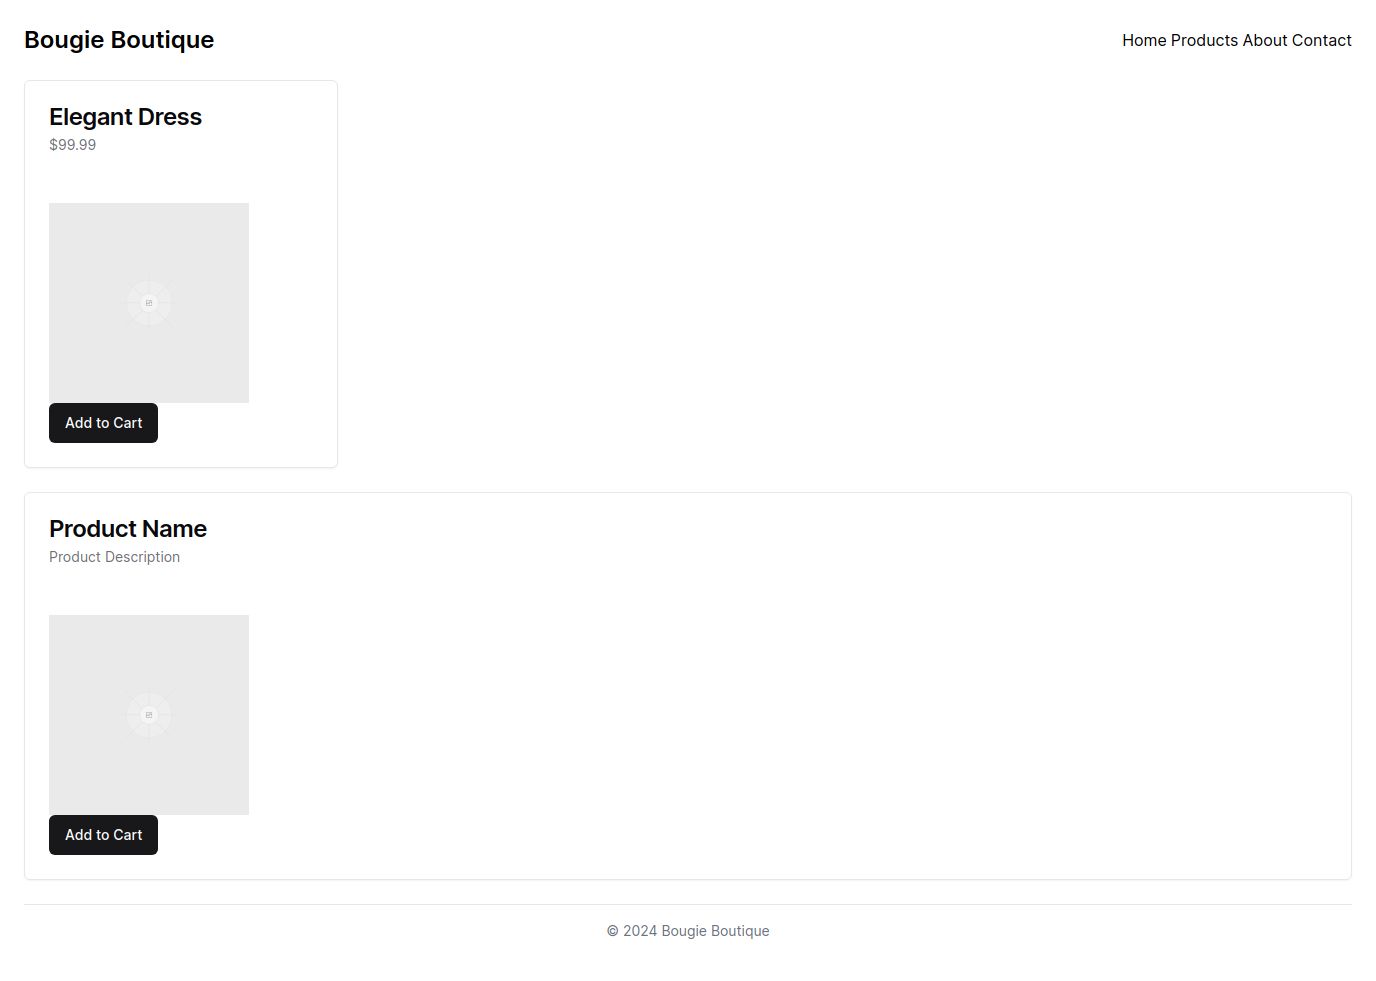 Bougie Boutique
Home Products About Contact
Elegant Dress
$99.99
Add to Cart
Product Name
Product Description
Add to Cart
© 2024 Bougie Boutique